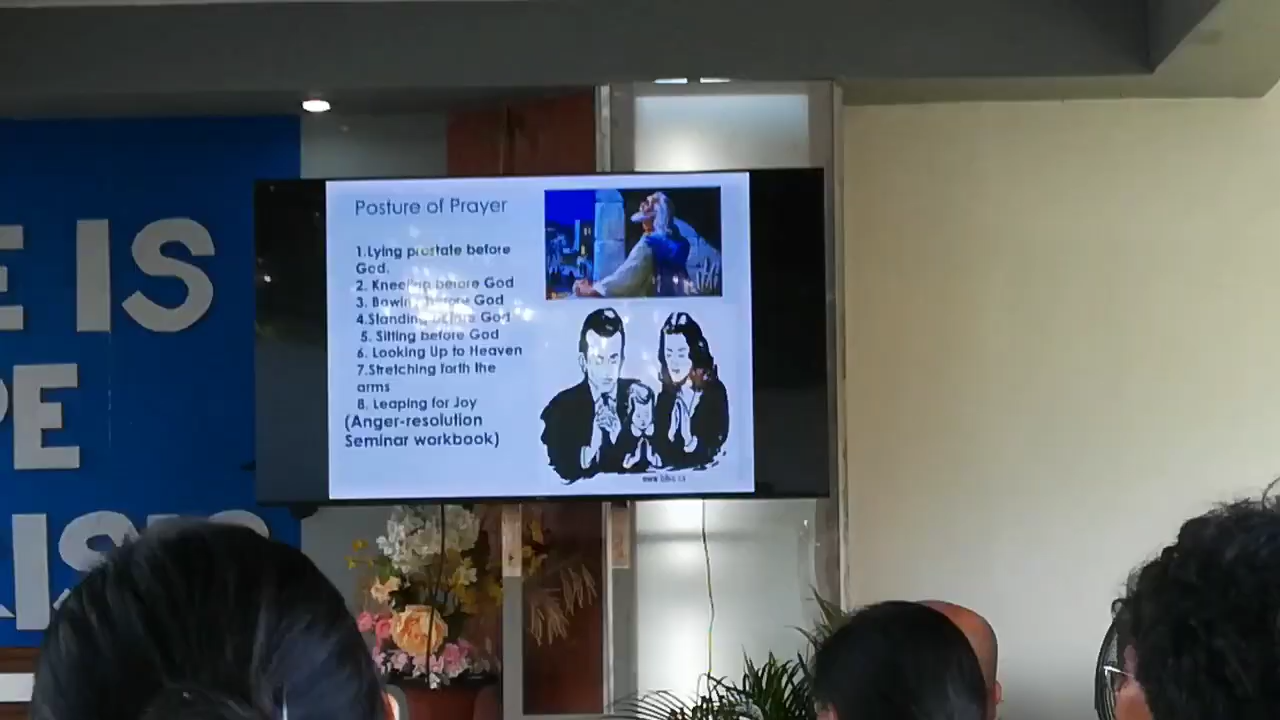 E IS
PE
RISIS
Posture of Prayer
1.Lying prostate before
God.
2. Kneeling before God
3. Bowing before God
4.Standing before God
5. Sitting before God
6. Looking Up to Heaven
7.Stretching forth the
arms
8. Leaping for Joy
(Anger-resolution
Seminar workbook)